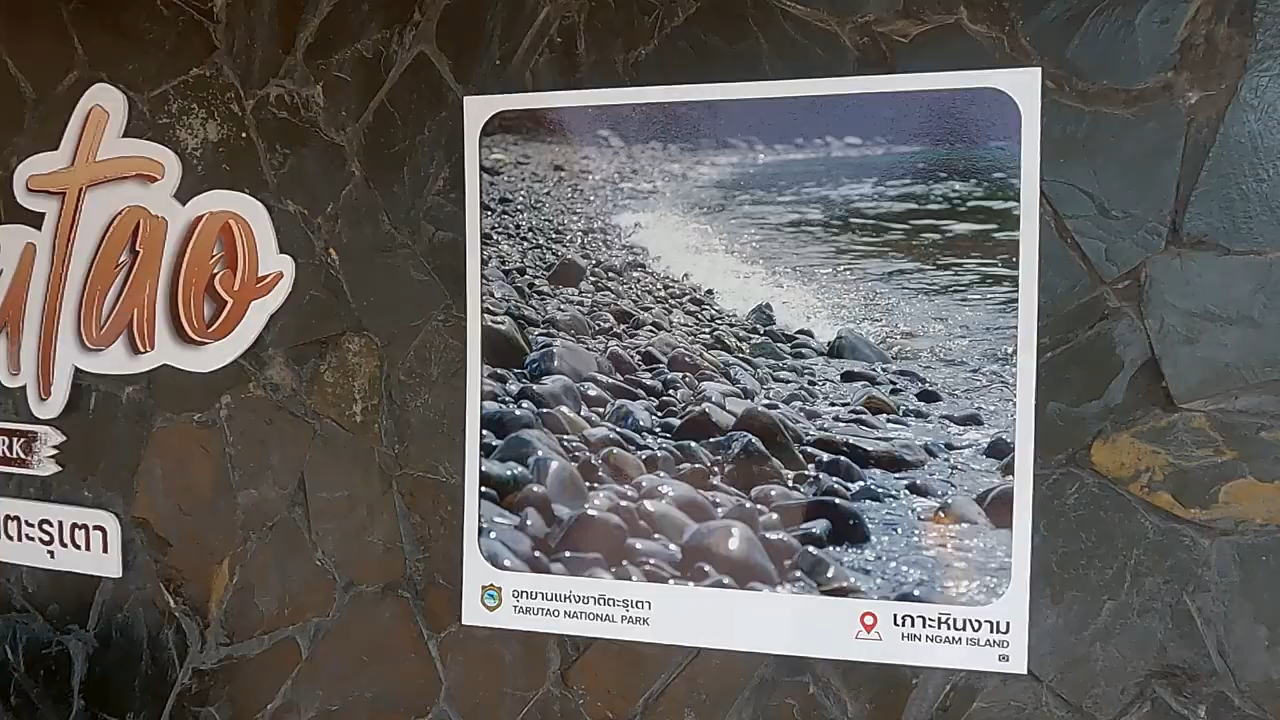 utao
RK
ติตะรุเตา
อุทยานแห่งชาติตะรุเตา
TARUTAO NATIONAL PARK
เกาะหินงาม
HIN NGAM ISLAND